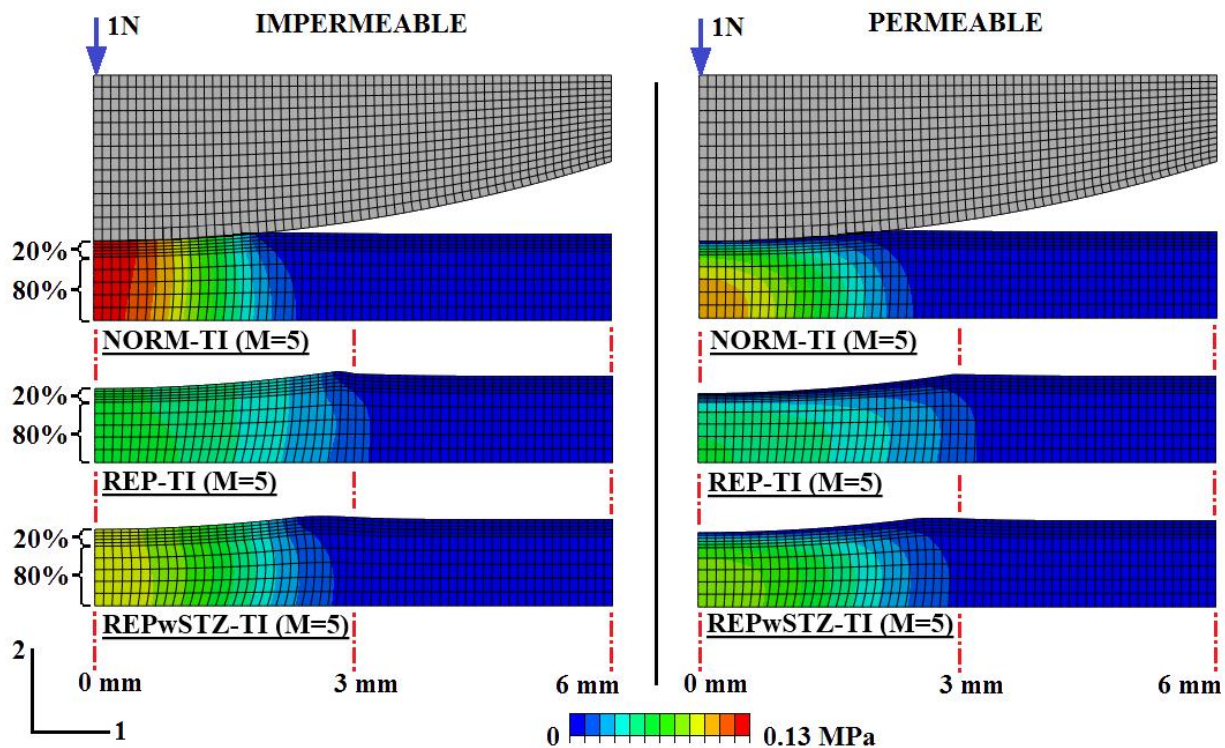 1N IMPERMEABLE
1N PERMEABLE
20%
80%
NORM-TI (M=5)
NORM-TI (M=5)
20%
80%
REP-TI (M=5)
REP-TI (M=5)
20%
80%
REPwSTZ-TI (M=5)
REPwSTZ-TI (M=5)
2
1
0 mm 3 mm 6 mm
0 mm 3 mm 6 mm
0 0.13 MPa